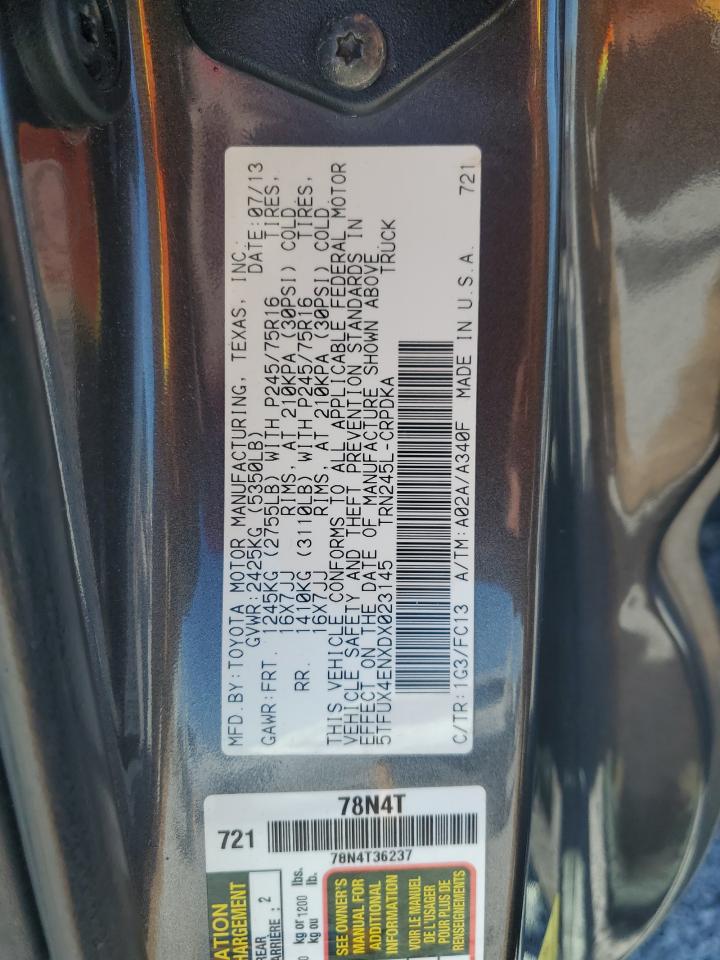 MFD.BY:TOYOTA MOTOR MANUFACTURING, TEXAS, INC.
GVWR:2425KG (5350LB) DATE:07/13
GAWR:FRT. 1245KG (2755LB) WITH P245/75R16 TIRES,
16X7JJ RIMS, AT 210KPA (30PSI) COLD
RR. 1410KG (3110LB) WITH P245/75R16 TIRES,
16X7JJ RIMS, AT 210KPA (30PSI) COLD
THIS VEHICLE CONFORMS TO ALL APPLICABLE FEDERAL MOTOR
VEHICLE SAFETY AND THEFT PREVENTION STANDARDS IN
EFFECT ON THE DATE OF MANUFACTURE SHOWN ABOVE.
5TFUX4ENXDX023145 TRN245L-CRPDKA TRUCK
C/TR:1G3/FC13 A/TM:A02A/A340F MADE IN U.S.A. 721
78N4T
721
78N4T36237
REAR
ARRIÈRE : 2
kg or 1200 lbs.
kg ou lb.
SEE OWNER'S
MANUAL FOR
ADDITIONAL
INFORMATION
VOIR LE MANUEL
DE L'USAGER
POUR PLUS DE
RENSEIGNEMENTS